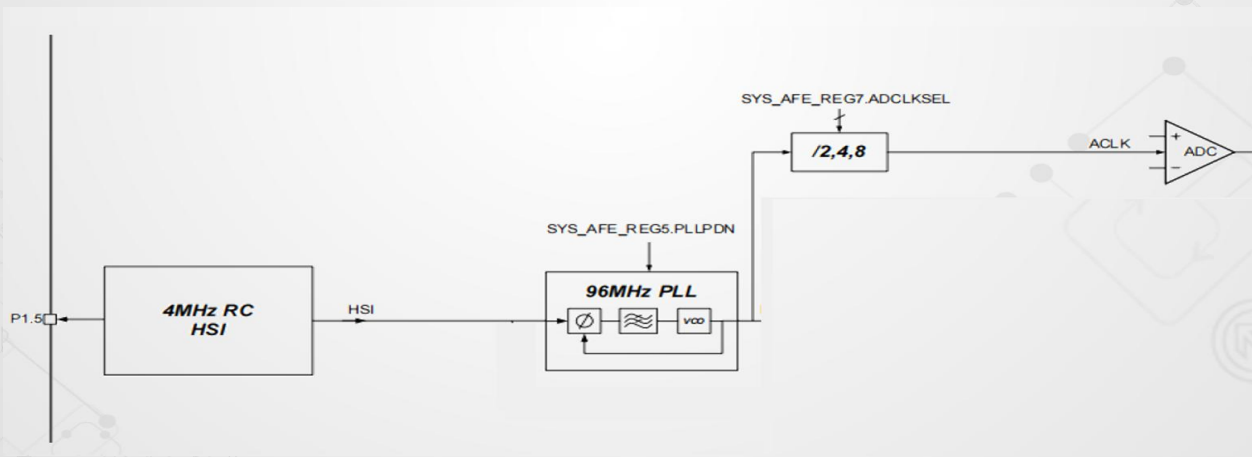 SYS_AFE_REG7.ADCLKSEL
/2,4,8
ACLK
+
ADC
−
SYS_AFE_REG5.PLLPDN
96MHz PLL
4MHz RC
HSI
HSI
P1.5
Ø
VCO